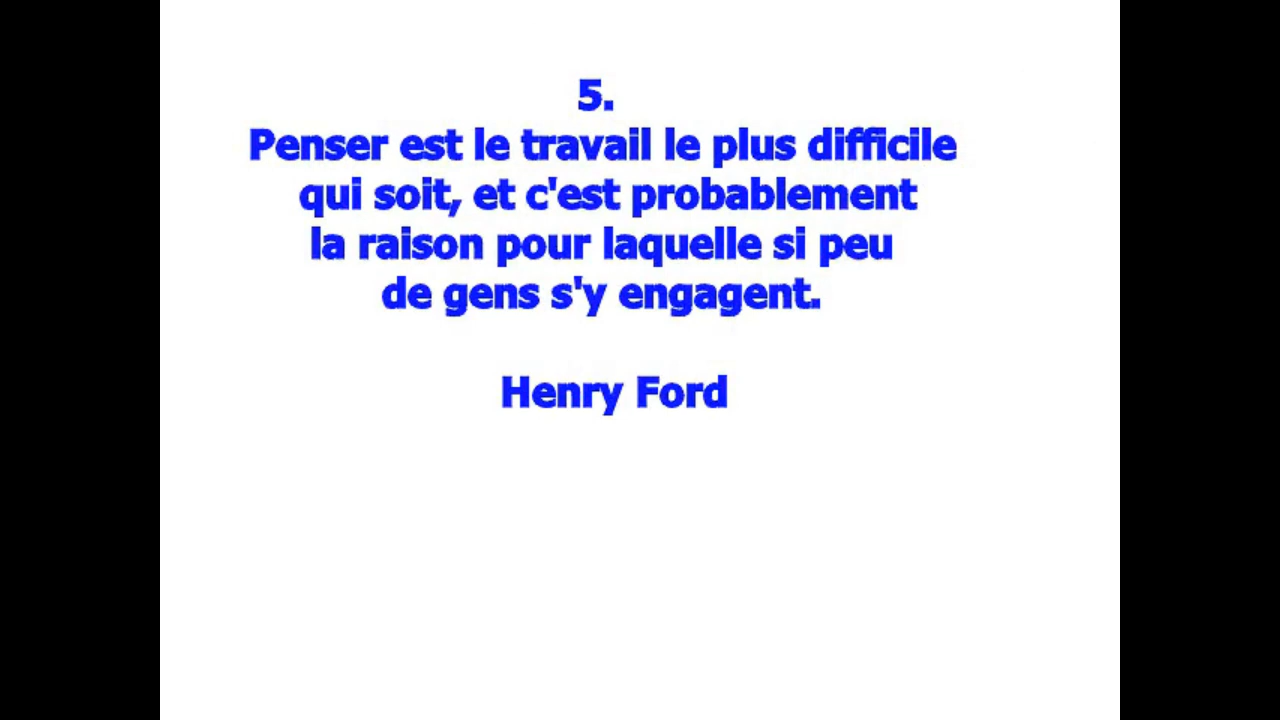 5.
Penser est le travail le plus difficile
qui soit, et c'est probablement
la raison pour laquelle si peu
de gens s'y engagent.
Henry Ford